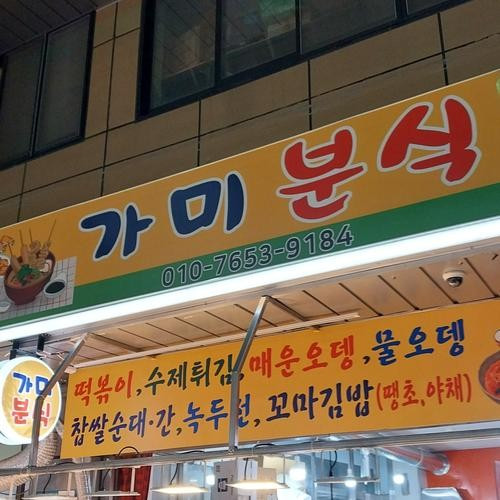 가미 분식
010-7653-9184
떡볶이, 수제튀김, 매운오뎅, 물오뎅
찹쌀순대·간, 녹두전, 꼬마김밥(땡초,야채)
가미
분식